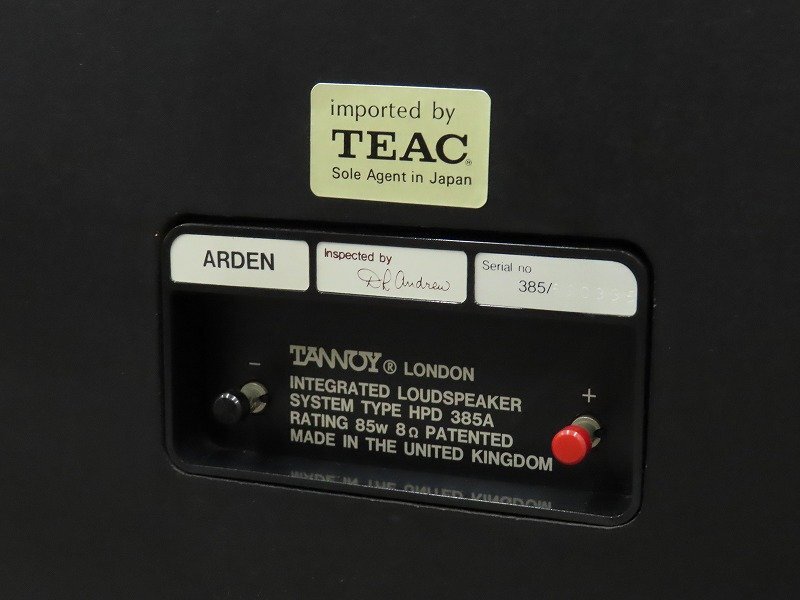 imported by
TEAC®
Sole Agent in Japan
ARDEN
Inspected by
Serial no
385/
− +
TANNOY® LONDON
INTEGRATED LOUDSPEAKER
SYSTEM TYPE HPD 385A
RATING 85w 8Ω PATENTED
MADE IN THE UNITED KINGDOM